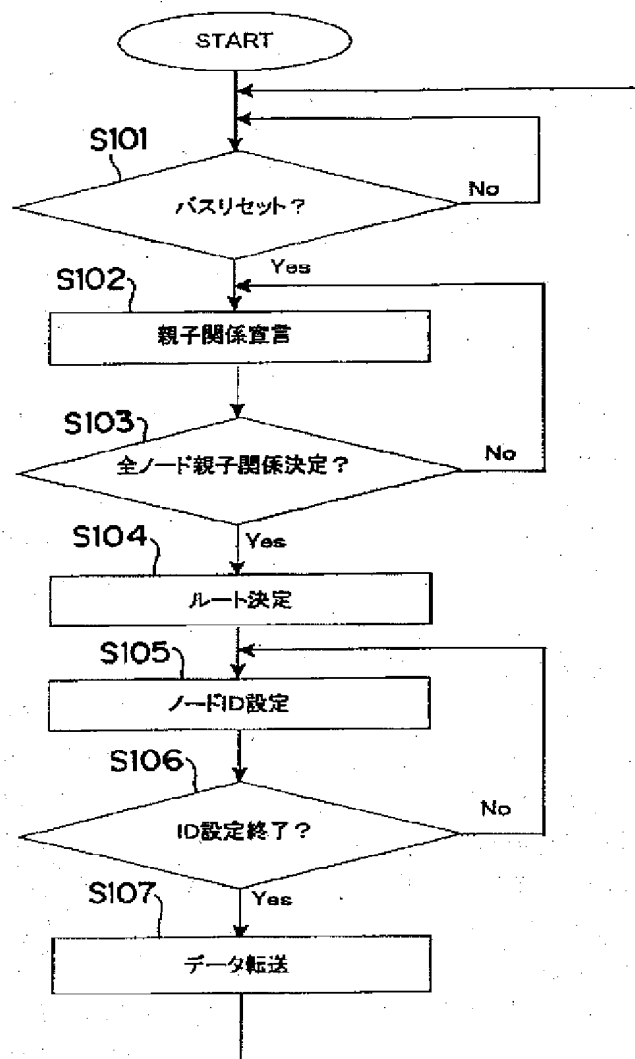 START
S101
バスリセット?
No
Yes
S102
親子関係宣言
S103
全ノード親子関係決定?
No
Yes
S104
ルート決定
S105
ノードID設定
S106
ID設定終了?
No
Yes
S107
データ転送